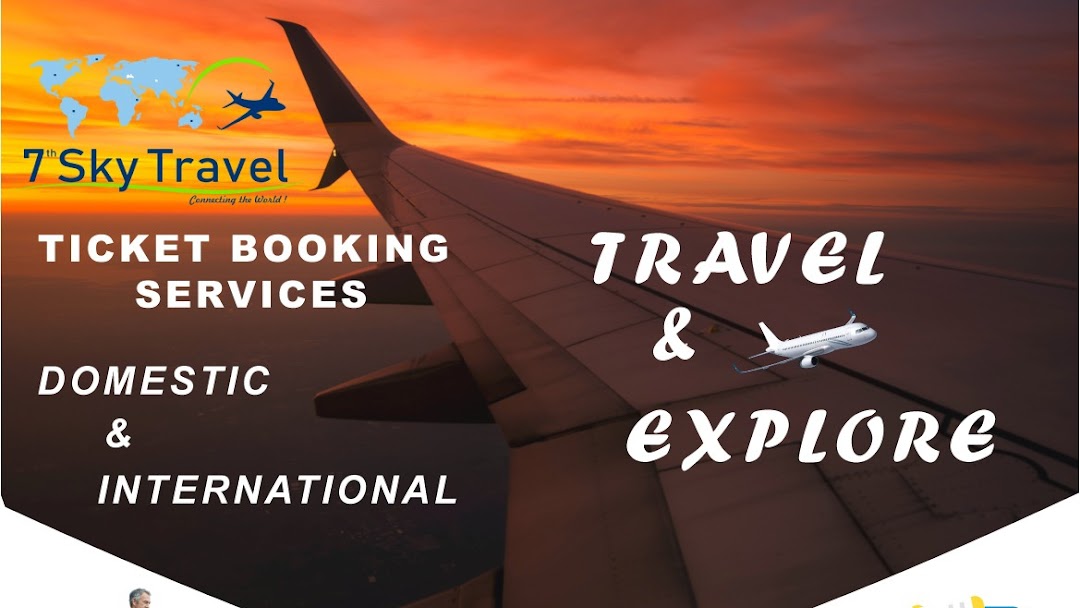 7th Sky Travel
Connecting the World!
TICKET BOOKING
SERVICES
DOMESTIC
&
INTERNATIONAL
TRAVEL
&
EXPLORE